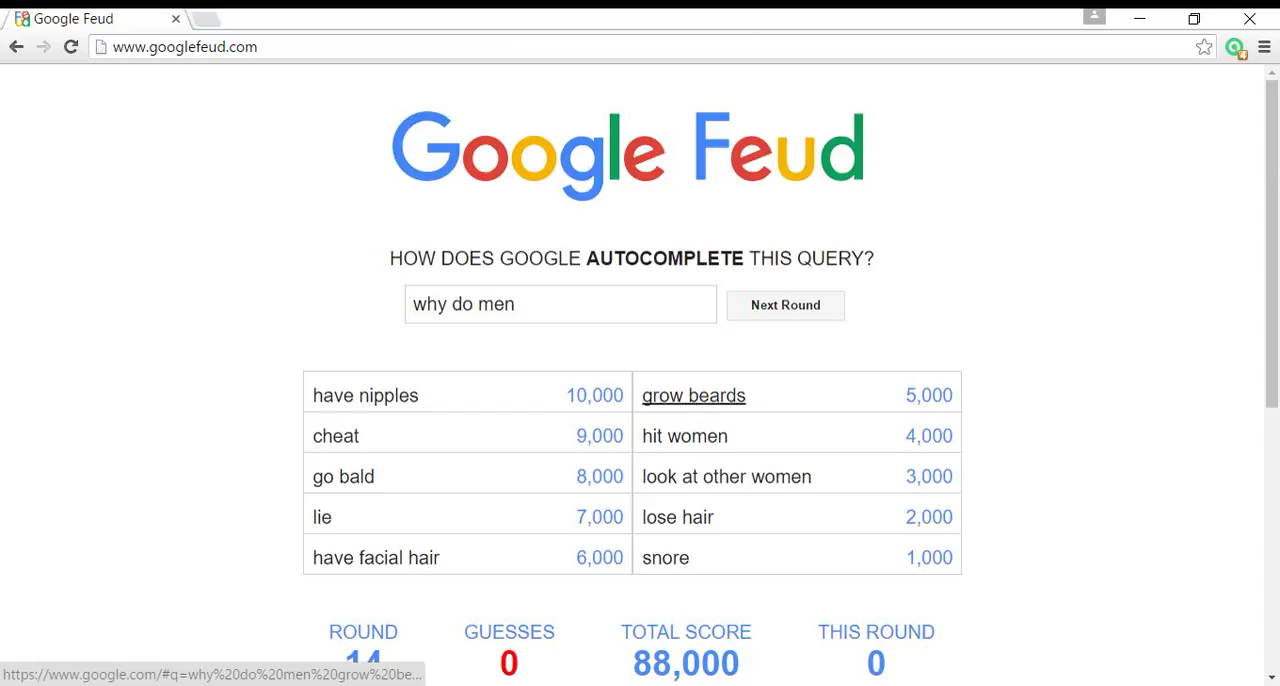 Google Feud
www.googlefeud.com
Google Feud
HOW DOES GOOGLE AUTOCOMPLETE THIS QUERY?
why do men Next Round
have nipples 10,000 grow beards 5,000
cheat 9,000 hit women 4,000
go bald 8,000 look at other women 3,000
lie 7,000 lose hair 2,000
have facial hair 6,000 snore 1,000
ROUND GUESSES TOTAL SCORE THIS ROUND
14 0 88,000 0
https://www.google.com/#q=why%20do%20men%20grow%20be...